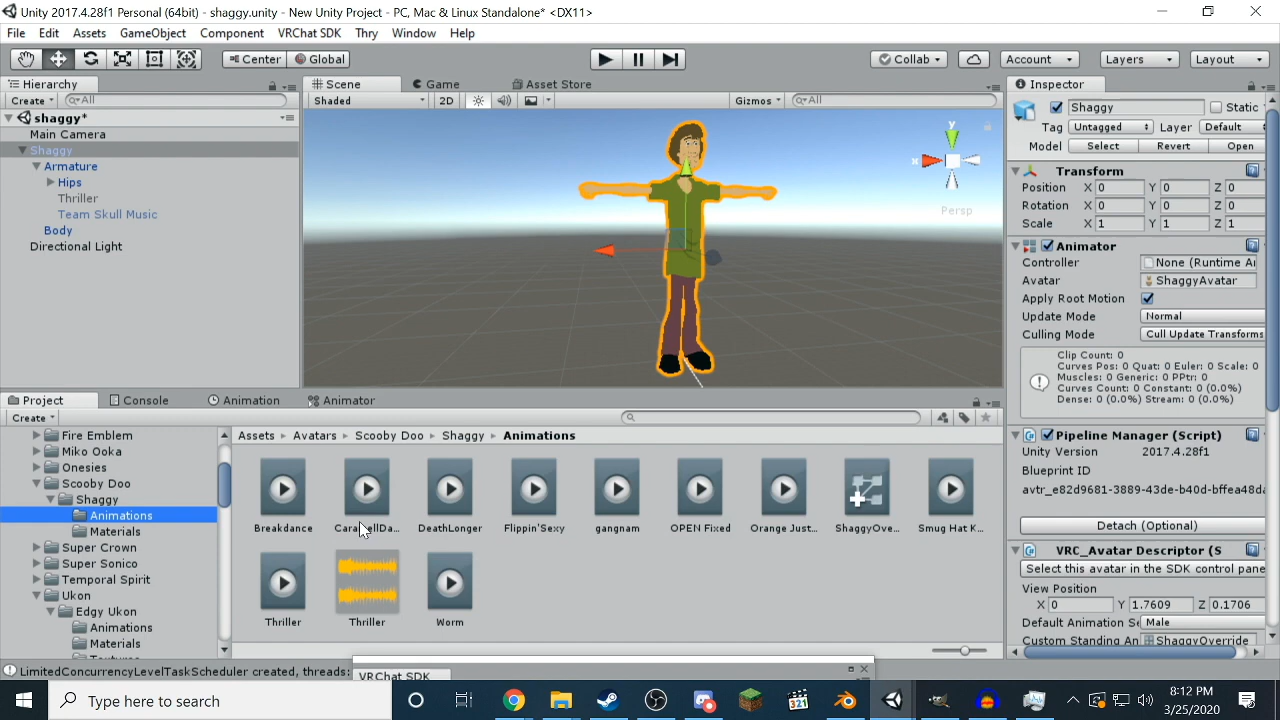 Unity 2017.4.28f1 Personal (64bit) - shaggy.unity - New Unity Project - PC, Mac & Linux Standalone* <DX11>
File Edit Assets GameObject Component VRChat SDK Thry Window Help
Center Global Collab Account Layers Layout
Hierarchy
Create All
shaggy*
Main Camera
Shaggy
Armature
Hips
Thriller
Team Skull Music
Body
Directional Light
Scene Game Asset Store
Shaded 2D Gizmos All
y
x
Persp
Inspector
Shaggy Static
Tag Untagged Layer Default
Model Select Revert Open
Transform
Position X 0 Y 0 Z 0
Rotation X 0 Y 0 Z 0
Scale X 1 Y 1 Z 1
Animator
Controller None (Runtime Ai
Avatar ShaggyAvatar
Apply Root Motion
Update Mode Normal
Culling Mode Cull Update Transforms
Clip Count: 0
Curves Pos: 0 Quat: 0 Euler: 0 Scale: 0
Muscles: 0 Generic: 0 PPtr: 0
Curves Count: 0 Constant: 0 (0.0%)
Dense: 0 (0.0%) Stream: 0 (0.0%)
Pipeline Manager (Script)
Unity Version 2017.4.28f1
Blueprint ID
avtr_e82d9681-3889-43de-b40d-bffea48da
Detach (Optional)
VRC_Avatar Descriptor (S
Select this avatar in the SDK control pane
View Position
X 0 Y 1.7609 Z 0.1706
Default Animation Se Male
Custom Standing An ShaggyOverride
Project Console Animation Animator
Create
Fire Emblem
Miko Ooka
Onesies
Scooby Doo
Shaggy
Animations
Materials
Super Crown
Super Sonico
Temporal Spirit
Ukon
Edgy Ukon
Animations
Materials
Textures
Assets Avatars Scooby Doo Shaggy Animations
Breakdance CaramellDa... DeathLonger Flippin'Sexy gangnam OPEN Fixed Orange Just... ShaggyOve... Smug Hat K...
Thriller Thriller Worm
LimitedConcurrencyLevelTaskScheduler created, threads:
VRChat SDK
Type here to search
321
8:12 PM
3/25/2020